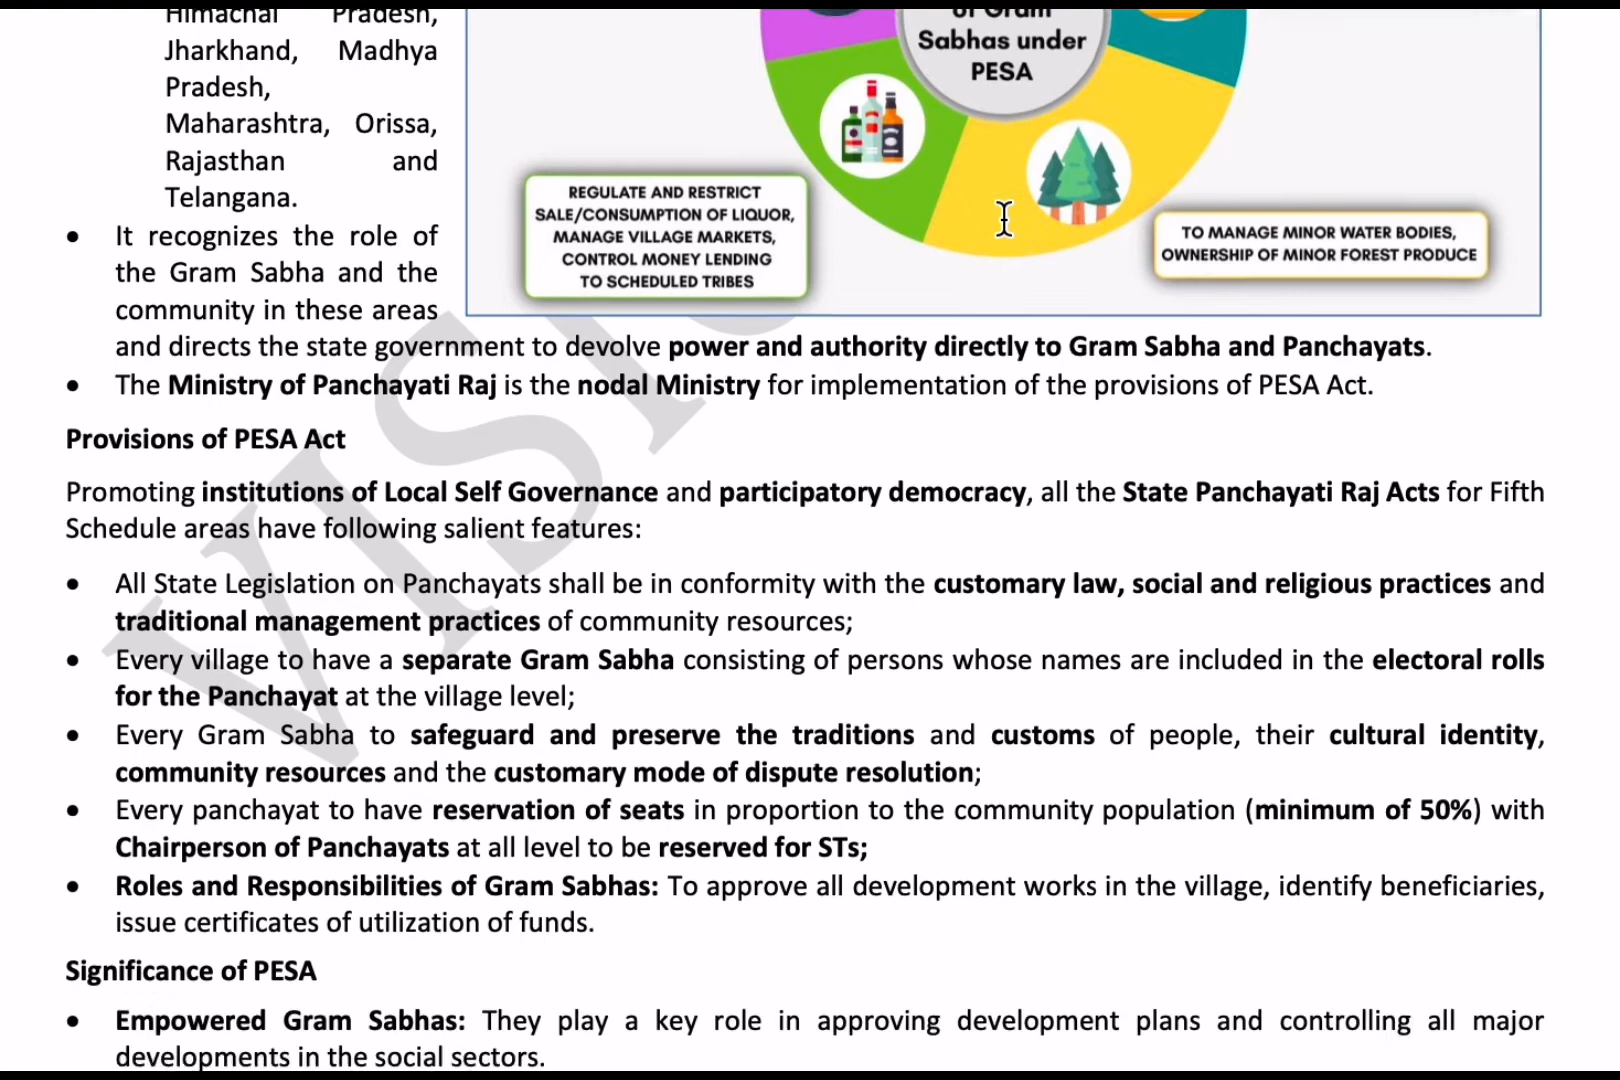 Himachal Pradesh,
Jharkhand, Madhya
Pradesh,
Maharashtra, Orissa,
Rajasthan and
Telangana.
of Gram
Sabhas under
PESA
REGULATE AND RESTRICT
SALE/CONSUMPTION OF LIQUOR,
MANAGE VILLAGE MARKETS,
CONTROL MONEY LENDING
TO SCHEDULED TRIBES
TO MANAGE MINOR WATER BODIES,
OWNERSHIP OF MINOR FOREST PRODUCE
• It recognizes the role of
the Gram Sabha and the
community in these areas
and directs the state government to devolve power and authority directly to Gram Sabha and Panchayats.
• The Ministry of Panchayati Raj is the nodal Ministry for implementation of the provisions of PESA Act.
Provisions of PESA Act
Promoting institutions of Local Self Governance and participatory democracy, all the State Panchayati Raj Acts for Fifth
Schedule areas have following salient features:
• All State Legislation on Panchayats shall be in conformity with the customary law, social and religious practices and
traditional management practices of community resources;
• Every village to have a separate Gram Sabha consisting of persons whose names are included in the electoral rolls
for the Panchayat at the village level;
• Every Gram Sabha to safeguard and preserve the traditions and customs of people, their cultural identity,
community resources and the customary mode of dispute resolution;
• Every panchayat to have reservation of seats in proportion to the community population (minimum of 50%) with
Chairperson of Panchayats at all level to be reserved for STs;
• Roles and Responsibilities of Gram Sabhas: To approve all development works in the village, identify beneficiaries,
issue certificates of utilization of funds.
Significance of PESA
• Empowered Gram Sabhas: They play a key role in approving development plans and controlling all major
developments in the social sectors.